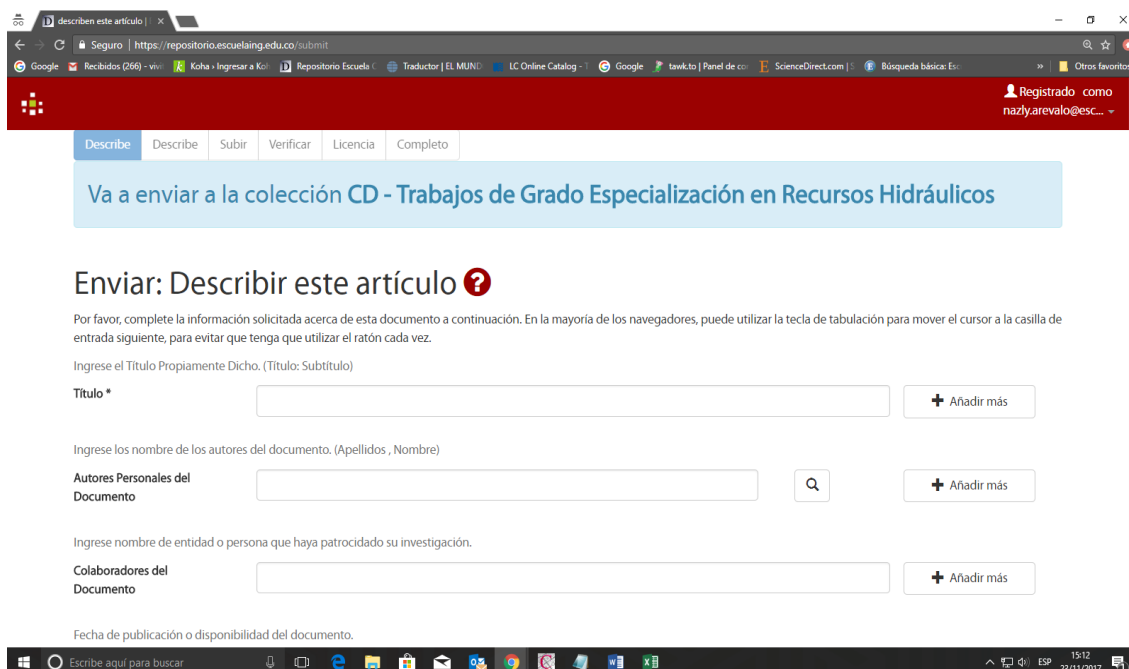 describen este artículo |
Seguro | https://repositorio.escuelaing.edu.co/submit
Google Recibidos (266) - vivi Koha › Ingresar a Koh Repositorio Escuela C Traductor | EL MUND LC Online Catalog - T Google tawk.to | Panel de con ScienceDirect.com | S Búsqueda básica: Esc » Otros favoritos
Registrado como
nazly.arevalo@esc...
Describe Describe Subir Verificar Licencia Completo
Va a enviar a la colección CD - Trabajos de Grado Especialización en Recursos Hidráulicos
Enviar: Describir este artículo ?
Por favor, complete la información solicitada acerca de esta documento a continuación. En la mayoría de los navegadores, puede utilizar la tecla de tabulación para mover el cursor a la casilla de
entrada siguiente, para evitar que tenga que utilizar el ratón cada vez.
Ingrese el Título Propiamente Dicho. (Título: Subtítulo)
Título * Añadir más
Ingrese los nombre de los autores del documento. (Apellidos , Nombre)
Autores Personales del
Documento Añadir más
Ingrese nombre de entidad o persona que haya patrocidado su investigación.
Colaboradores del
Documento Añadir más
Fecha de publicación o disponibilidad del documento.
Escribe aquí para buscar ESP 15:12
23/11/2017